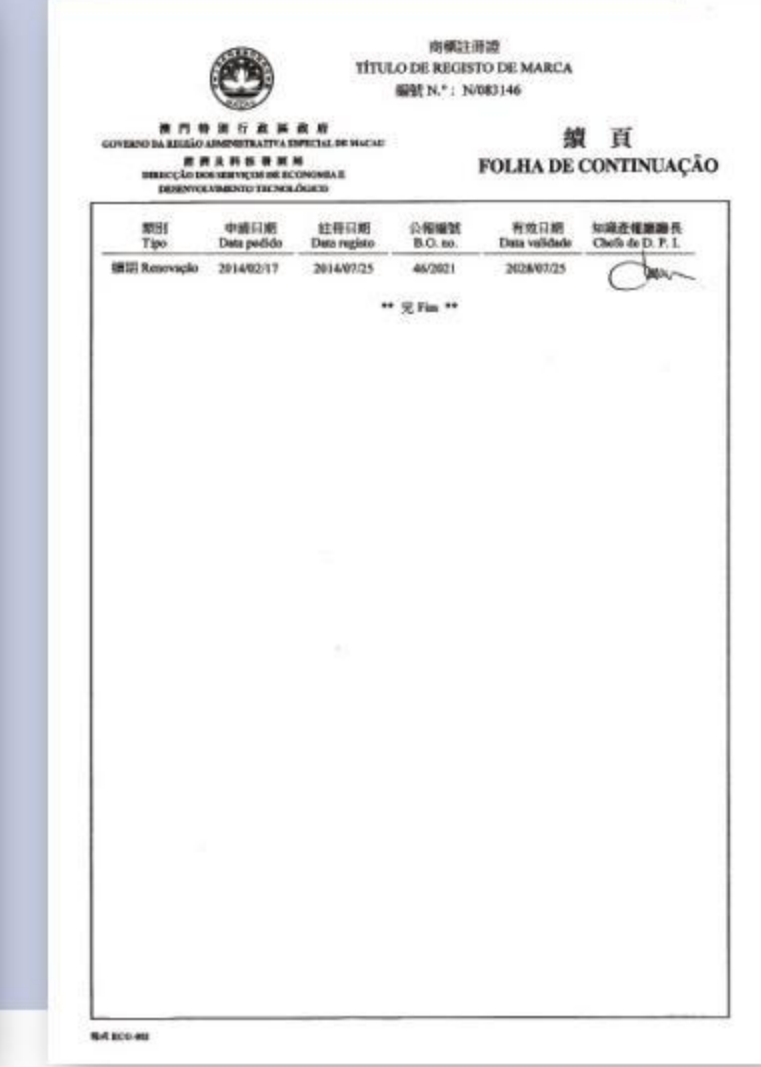 商標註冊證
TÍTULO DE REGISTO DE MARCA
編號 N.º : N/083146
MACAU
澳門特別行政區政府
GOVERNO DA REGIÃO ADMINISTRATIVA ESPECIAL DE MACAU
經濟及科技發展局
DIRECÇÃO DOS SERVIÇOS DE ECONOMIA E
DESENVOLVIMENTO TECNOLÓGICO
續 頁
FOLHA DE CONTINUAÇÃO
類別 申請日期 註冊日期 公報編號 有效日期 知識產權廳廳長
Tipo Data pedido Data registo B.O. no. Data validade Chefe do D. P. I.
續期 Renovação 2014/02/17 2014/07/25 46/2021 2028/07/25
** 完 Fim **
格式 ECO-002